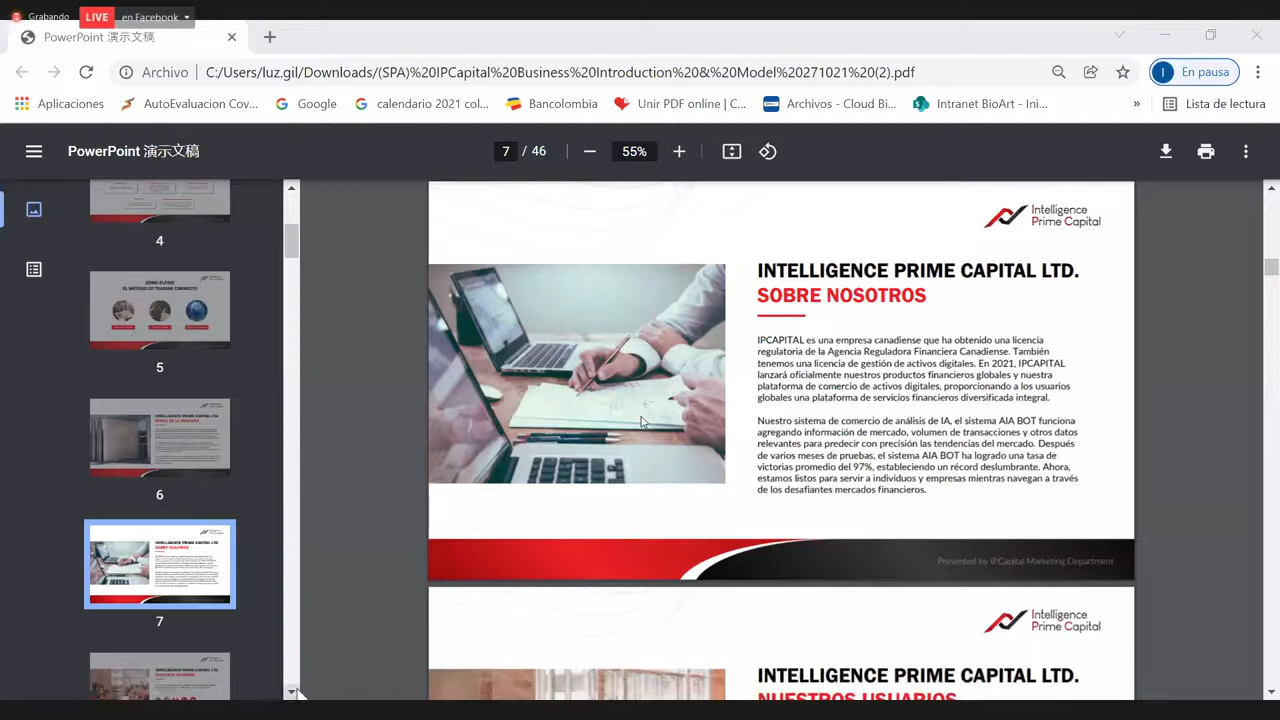 Grabando LIVE en Facebook
PowerPoint 演示文稿
Archivo C:/Users/luz.gil/Downloads/(SPA)%20IPCapital%20Business%20Introduction%20&%20Model%20271021%20(2).pdf I En pausa
Aplicaciones AutoEvaluacion Cov... Google calendario 2021 col... Bancolombia Unir PDF online | C... Archivos - Cloud Bi... Intranet BioArt - Ini... » Lista de lectura
PowerPoint 演示文稿 7 / 46 55%
4
5
6
7
Intelligence
Prime Capital
INTELLIGENCE PRIME CAPITAL LTD.
SOBRE NOSOTROS
IPCAPITAL es una empresa canadiense que ha obtenido una licencia
regulatoria de la Agencia Reguladora Financiera Canadiense. También
tenemos una licencia de gestión de activos digitales. En 2021, IPCAPITAL
lanzará oficialmente nuestros productos financieros globales y nuestra
plataforma de comercio de activos digitales, proporcionando a los usuarios
globales una plataforma de servicios financieros diversificada integral.
Nuestro sistema de comercio de análisis de IA, el sistema AIA BOT funciona
agregando información de mercado, volumen de transacciones y otros datos
relevantes para predecir con precisión las tendencias del mercado. Después
de varios meses de pruebas, el sistema AIA BOT ha logrado una tasa de
victorias promedio del 97%, estableciendo un récord deslumbrante. Ahora,
estamos listos para servir a individuos y empresas mientras navegan a través
de los desafiantes mercados financieros.
Presented by IPCapital Marketing Department
Intelligence
Prime Capital
INTELLIGENCE PRIME CAPITAL LTD.
NUESTROS USUARIOS